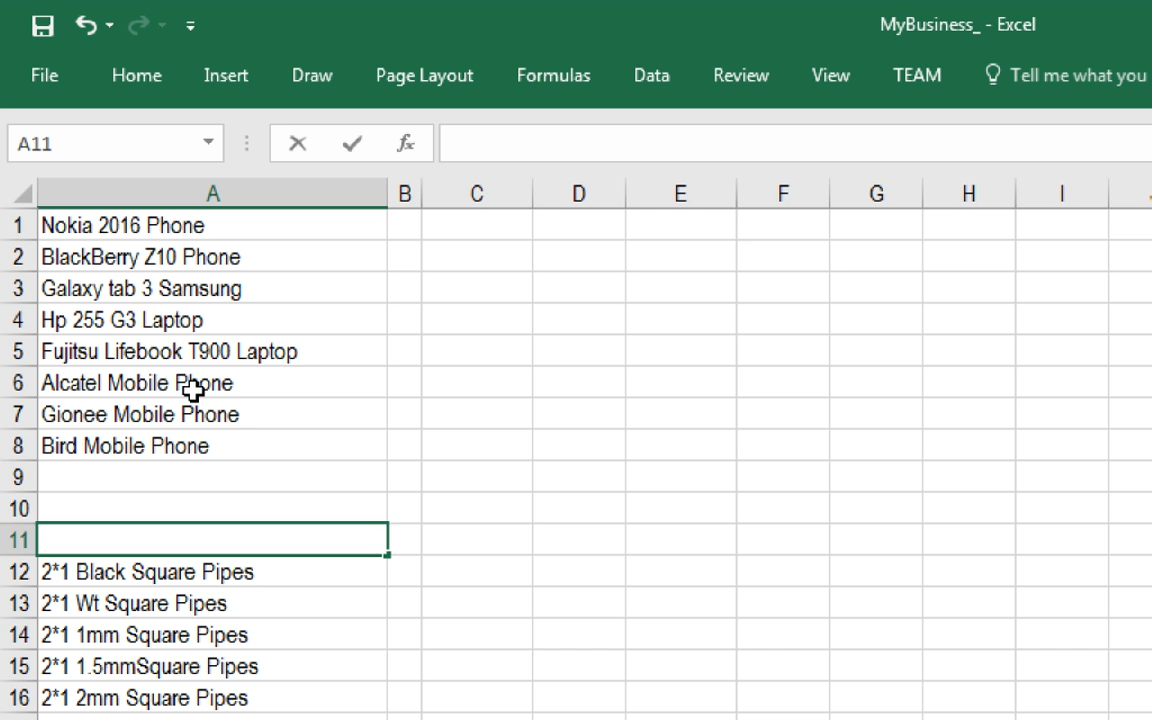 MyBusiness_ - Excel
File Home Insert Draw Page Layout Formulas Data Review View TEAM Tell me what you
A11 fx
A B C D E F G H I
1 Nokia 2016 Phone
2 BlackBerry Z10 Phone
3 Galaxy tab 3 Samsung
4 Hp 255 G3 Laptop
5 Fujitsu Lifebook T900 Laptop
6 Alcatel Mobile Phone
7 Gionee Mobile Phone
8 Bird Mobile Phone
9
10
11
12 2*1 Black Square Pipes
13 2*1 Wt Square Pipes
14 2*1 1mm Square Pipes
15 2*1 1.5mmSquare Pipes
16 2*1 2mm Square Pipes